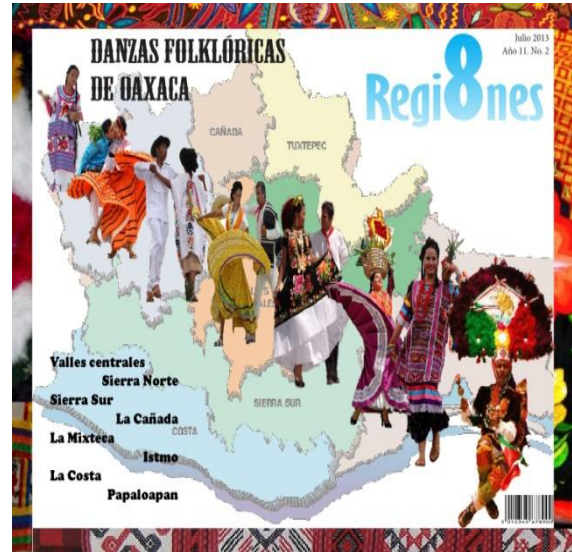 DANZAS FOLKLÓRICAS
DE OAXACA
Julio 2013
Año 11. No. 2
Regi8nes
CAÑADA
TUXTEPEC
SIERRA SUR
COSTA
Valles centrales
Sierra Norte
Sierra Sur
La Cañada
La Mixteca
Istmo
La Costa
Papaloapan